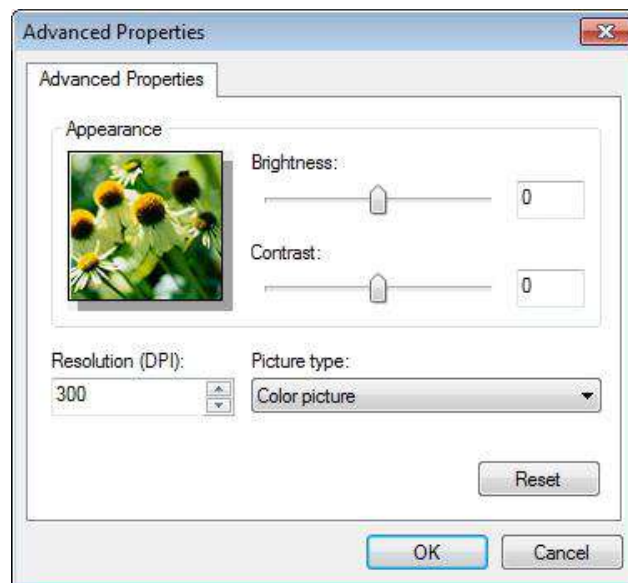 Advanced Properties
Advanced Properties
Appearance
Brightness:
0
Contrast:
0
Resolution (DPI):
300
Picture type:
Color picture
Reset
OK
Cancel